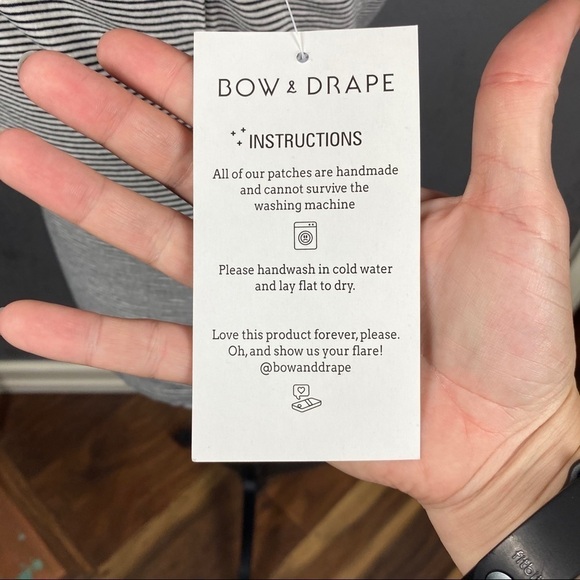 BOW & DRAPE
INSTRUCTIONS
All of our patches are handmade
and cannot survive the
washing machine
Please handwash in cold water
and lay flat to dry.
Love this product forever, please.
Oh, and show us your flare!
@bowanddrape
fitbit